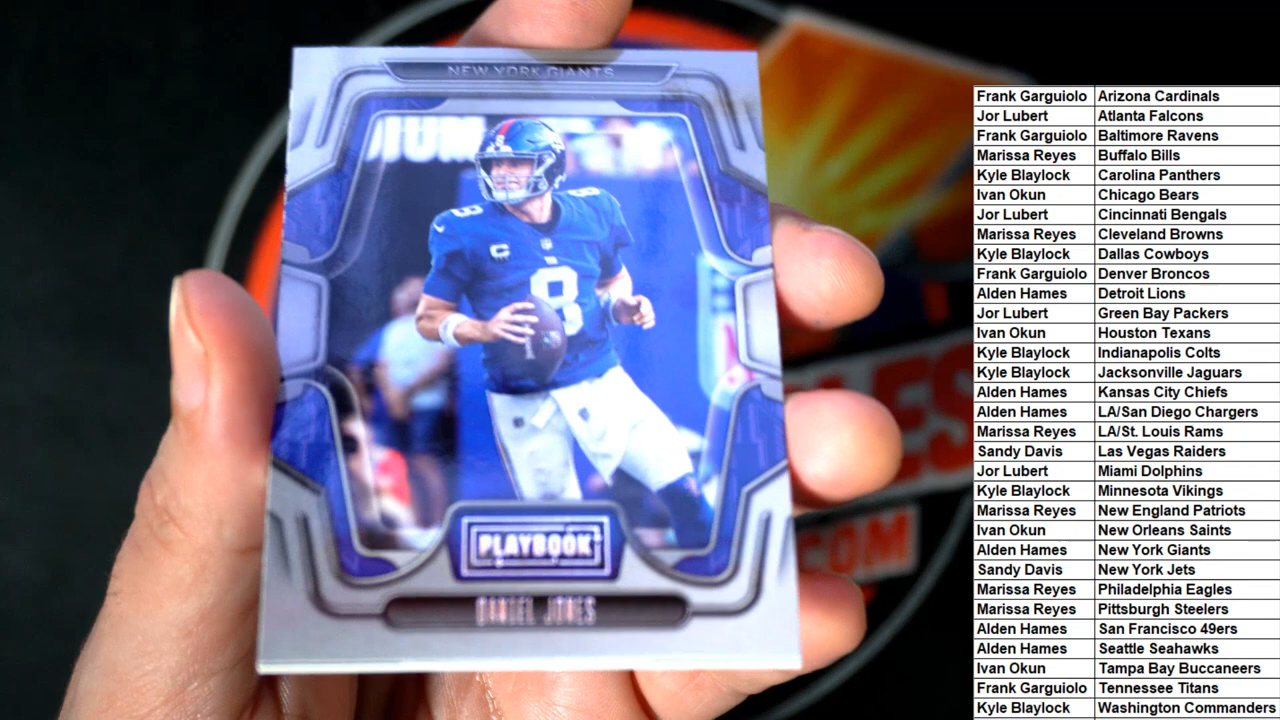 NEW YORK GIANTS
IUM
8
8
C
8
PLAYBOOK
DANIEL JONES
COM
Frank Garguiolo Arizona Cardinals
Jor Lubert Atlanta Falcons
Frank Garguiolo Baltimore Ravens
Marissa Reyes Buffalo Bills
Kyle Blaylock Carolina Panthers
Ivan Okun Chicago Bears
Jor Lubert Cincinnati Bengals
Marissa Reyes Cleveland Browns
Kyle Blaylock Dallas Cowboys
Frank Garguiolo Denver Broncos
Alden Hames Detroit Lions
Jor Lubert Green Bay Packers
Ivan Okun Houston Texans
Kyle Blaylock Indianapolis Colts
Kyle Blaylock Jacksonville Jaguars
Alden Hames Kansas City Chiefs
Alden Hames LA/San Diego Chargers
Marissa Reyes LA/St. Louis Rams
Sandy Davis Las Vegas Raiders
Jor Lubert Miami Dolphins
Kyle Blaylock Minnesota Vikings
Marissa Reyes New England Patriots
Ivan Okun New Orleans Saints
Alden Hames New York Giants
Sandy Davis New York Jets
Marissa Reyes Philadelphia Eagles
Marissa Reyes Pittsburgh Steelers
Alden Hames San Francisco 49ers
Alden Hames Seattle Seahawks
Ivan Okun Tampa Bay Buccaneers
Frank Garguiolo Tennessee Titans
Kyle Blaylock Washington Commanders